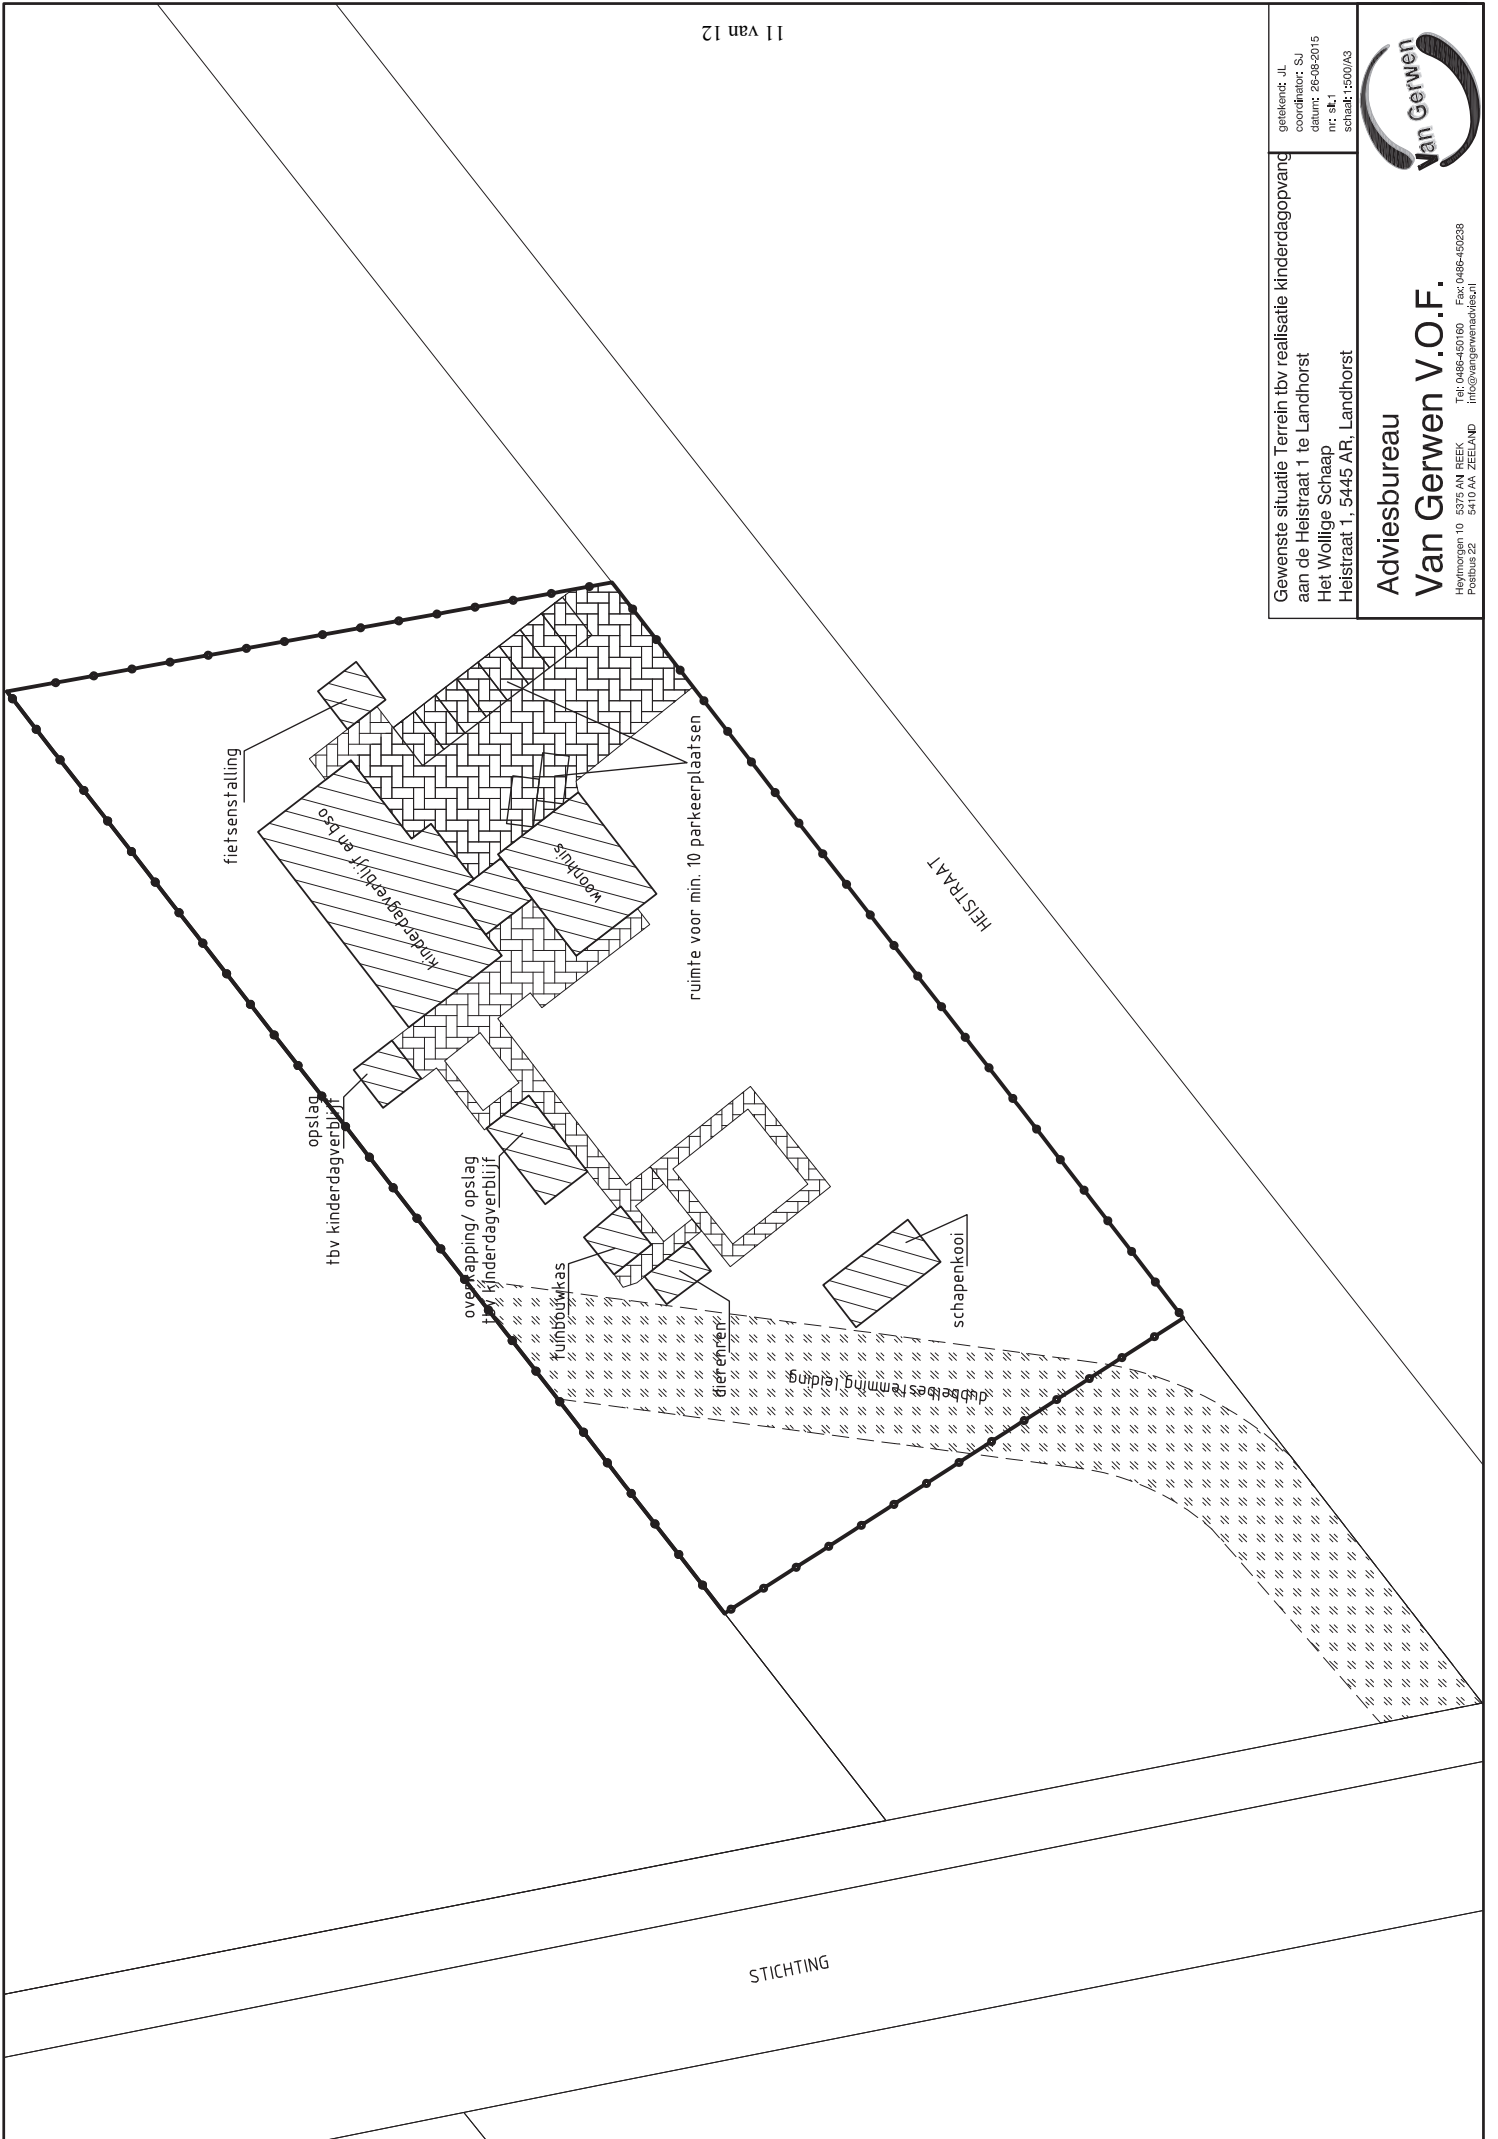 11 van 12
getekend: JL
coordinator: SJ
datum: 26-08-2015
nr: sit.1
schaal: 1:500/A3
Gewenste situatie Terrein tbv realisatie kinderdagopvang
aan de Heistraat 1 te Landhorst
Het Wollige Schaap
Heistraat 1, 5445 AR, Landhorst
Van Gerwen
Adviesbureau
Van Gerwen V.O.F.
Heytmorgen 10 5375 AN REEK Tel: 0486-450160 Fax: 0486-450238
Postbus 22 5410 AA ZEELAND info@vangerwenadvies.nl
fietsenstalling
kinderdagverblijf en bso
woonhuis
ruimte voor min. 10 parkeerplaatsen
HEISTRAAT
opslag
tbv kinderdagverblijf
overkapping/ opslag
tbv kinderdagverblijf
tuinbouwkas
dierenren
schapenkooi
dubbelbestemming leiding
STICHTING